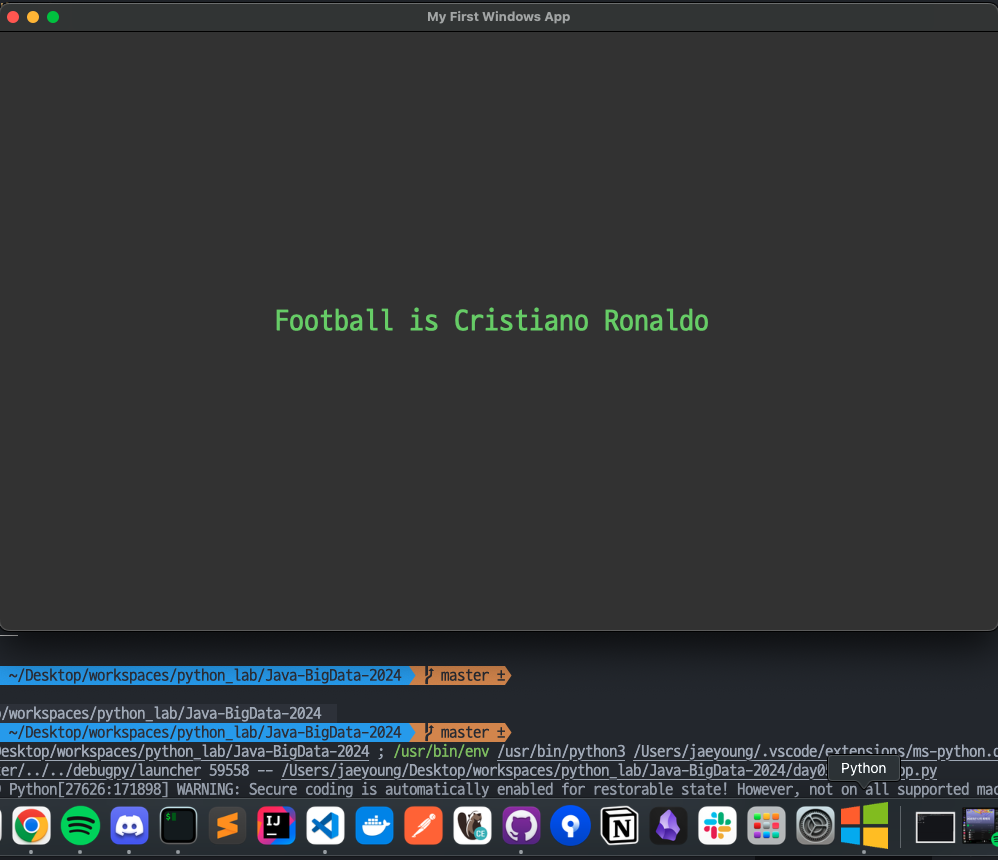 My First Windows App
Football is Cristiano Ronaldo
~/Desktop/workspaces/python_lab/Java-BigData-2024 master ±
/workspaces/python_lab/Java-BigData-2024
~/Desktop/workspaces/python_lab/Java-BigData-2024 master ±
esktop/workspaces/python_lab/Java-BigData-2024 ; /usr/bin/env /usr/bin/python3 /Users/jaeyoung/.vscode/extensions/ms-python.
er/../../debugpy/launcher 59558 -- /Users/jaeyoung/Desktop/workspaces/python_lab/Java-BigData-2024/day0 pp.py
Python
Python[27626:171898] WARNING: Secure coding is automatically enabled for restorable state! However, not on all supported mac
$
IJ
CE
N